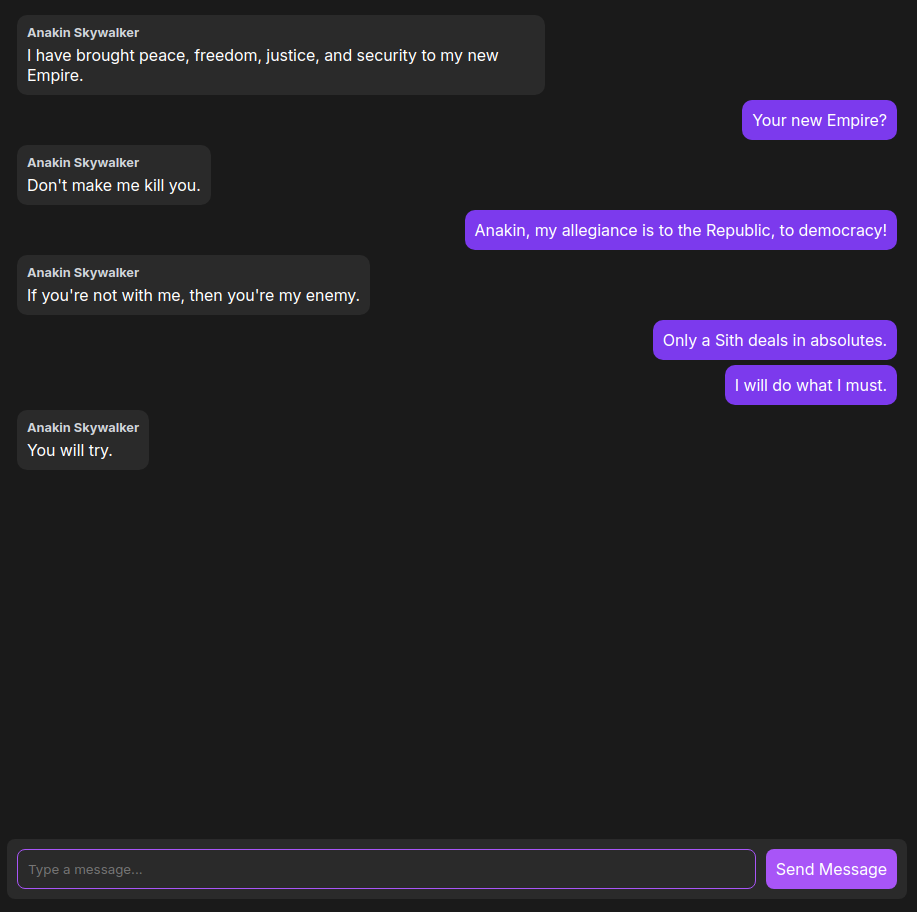 Anakin Skywalker
I have brought peace, freedom, justice, and security to my new
Empire.
Your new Empire?
Anakin Skywalker
Don't make me kill you.
Anakin, my allegiance is to the Republic, to democracy!
Anakin Skywalker
If you're not with me, then you're my enemy.
Only a Sith deals in absolutes.
I will do what I must.
Anakin Skywalker
You will try.
Type a message...
Send Message